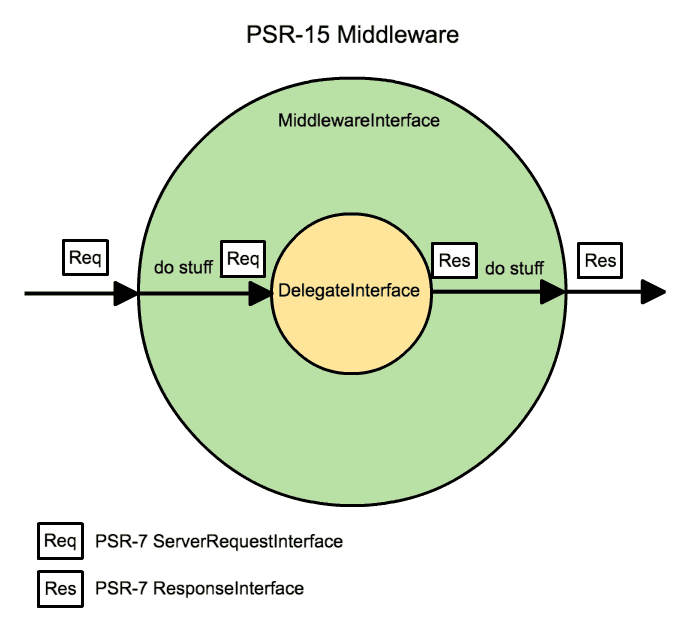 PSR-15 Middleware
MiddlewareInterface
Req
do stuff
Req
Res
do stuff
Res
DelegateInterface
Req PSR-7 ServerRequestInterface
Res PSR-7 ResponseInterface